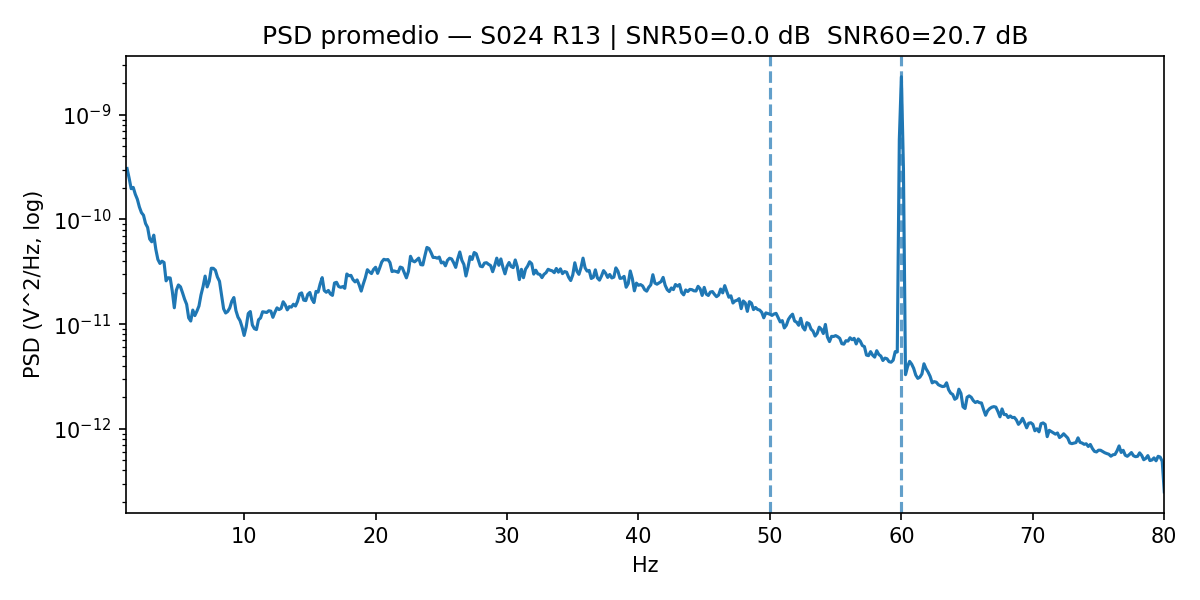 PSD promedio — S024 R13 | SNR50=0.0 dB  SNR60=20.7 dB
PSD (V^2/Hz, log)
10⁻⁹
10⁻¹⁰
10⁻¹¹
10⁻¹²
10 20 30 40 50 60 70 80
Hz